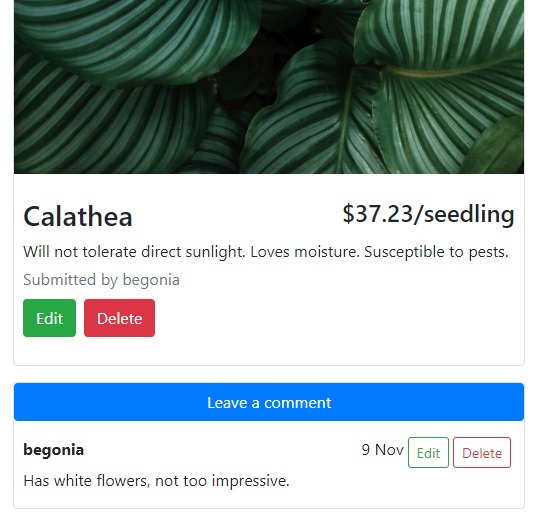 Calathea $37.23/seedling
Will not tolerate direct sunlight. Loves moisture. Susceptible to pests.
Submitted by begonia
Edit Delete
Leave a comment
begonia 9 Nov Edit Delete
Has white flowers, not too impressive.